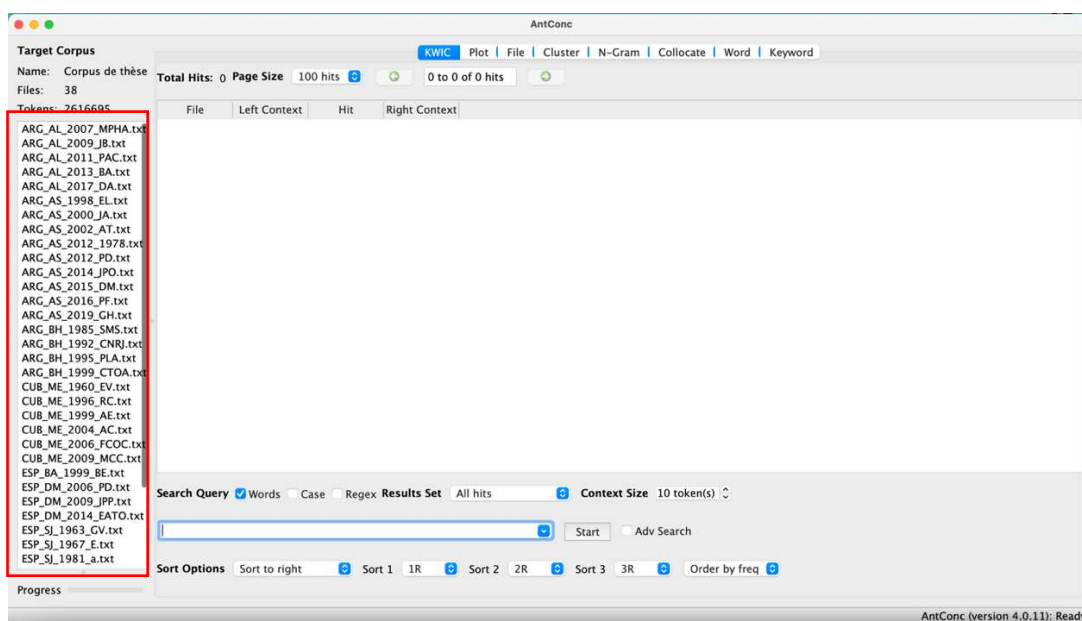 AntConc
Target Corpus
KWIC Plot File Cluster N-Gram Collocate Word Keyword
Name: Corpus de thèse
Total Hits: 0 Page Size 100 hits 0 to 0 of 0 hits
Files: 38
Tokens: 2616695
File Left Context Hit Right Context
ARG_AL_2007_MPHA.txt
ARG_AL_2009_JB.txt
ARG_AL_2011_PAC.txt
ARG_AL_2013_BA.txt
ARG_AL_2017_DA.txt
ARG_AS_1998_EL.txt
ARG_AS_2000_JA.txt
ARG_AS_2002_AT.txt
ARG_AS_2012_1978.txt
ARG_AS_2012_PD.txt
ARG_AS_2014_JPO.txt
ARG_AS_2015_DM.txt
ARG_AS_2016_PF.txt
ARG_AS_2019_GH.txt
ARG_BH_1985_SMS.txt
ARG_BH_1992_CNRJ.txt
ARG_BH_1995_PLA.txt
ARG_BH_1999_CTOA.txt
CUB_ME_1960_EV.txt
CUB_ME_1996_RC.txt
CUB_ME_1999_AE.txt
CUB_ME_2004_AC.txt
CUB_ME_2006_FCOC.txt
CUB_ME_2009_MCC.txt
ESP_BA_1999_BE.txt
ESP_DM_2006_PD.txt
ESP_DM_2009_JPP.txt
ESP_DM_2014_EATO.txt
ESP_SJ_1963_GV.txt
ESP_SJ_1967_E.txt
ESP_SJ_1981_a.txt
Search Query Words Case Regex Results Set All hits Context Size 10 token(s)
Start Adv Search
Sort Options Sort to right Sort 1 1R Sort 2 2R Sort 3 3R Order by freq
Progress
AntConc (version 4.0.11): Ready